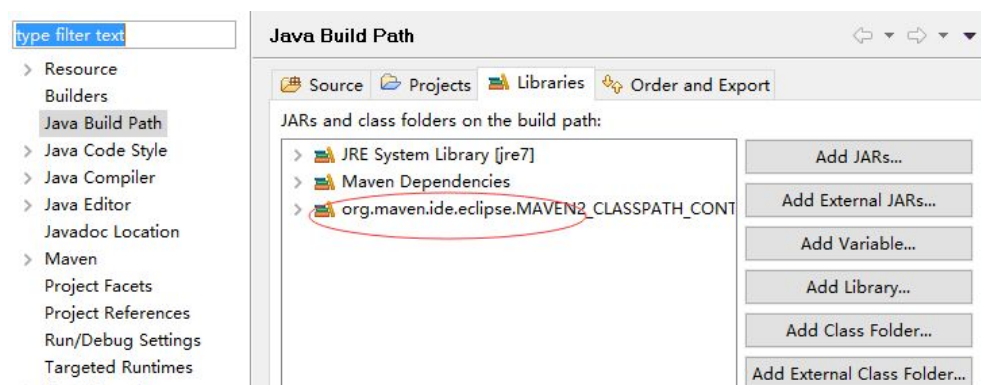 type filter text
Resource
Builders
Java Build Path
Java Code Style
Java Compiler
Java Editor
Javadoc Location
Maven
Project Facets
Project References
Run/Debug Settings
Targeted Runtimes
Java Build Path
Source Projects Libraries Order and Export
JARs and class folders on the build path:
JRE System Library [jre7]
Maven Dependencies
org.maven.ide.eclipse.MAVEN2_CLASSPATH_CONT
Add JARs...
Add External JARs...
Add Variable...
Add Library...
Add Class Folder...
Add External Class Folder...